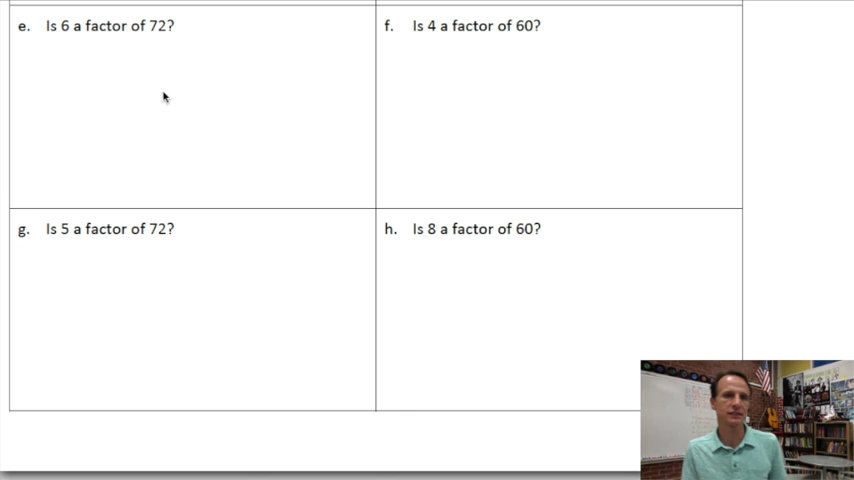 e. Is 6 a factor of 72?
f. Is 4 a factor of 60?
g. Is 5 a factor of 72?
h. Is 8 a factor of 60?